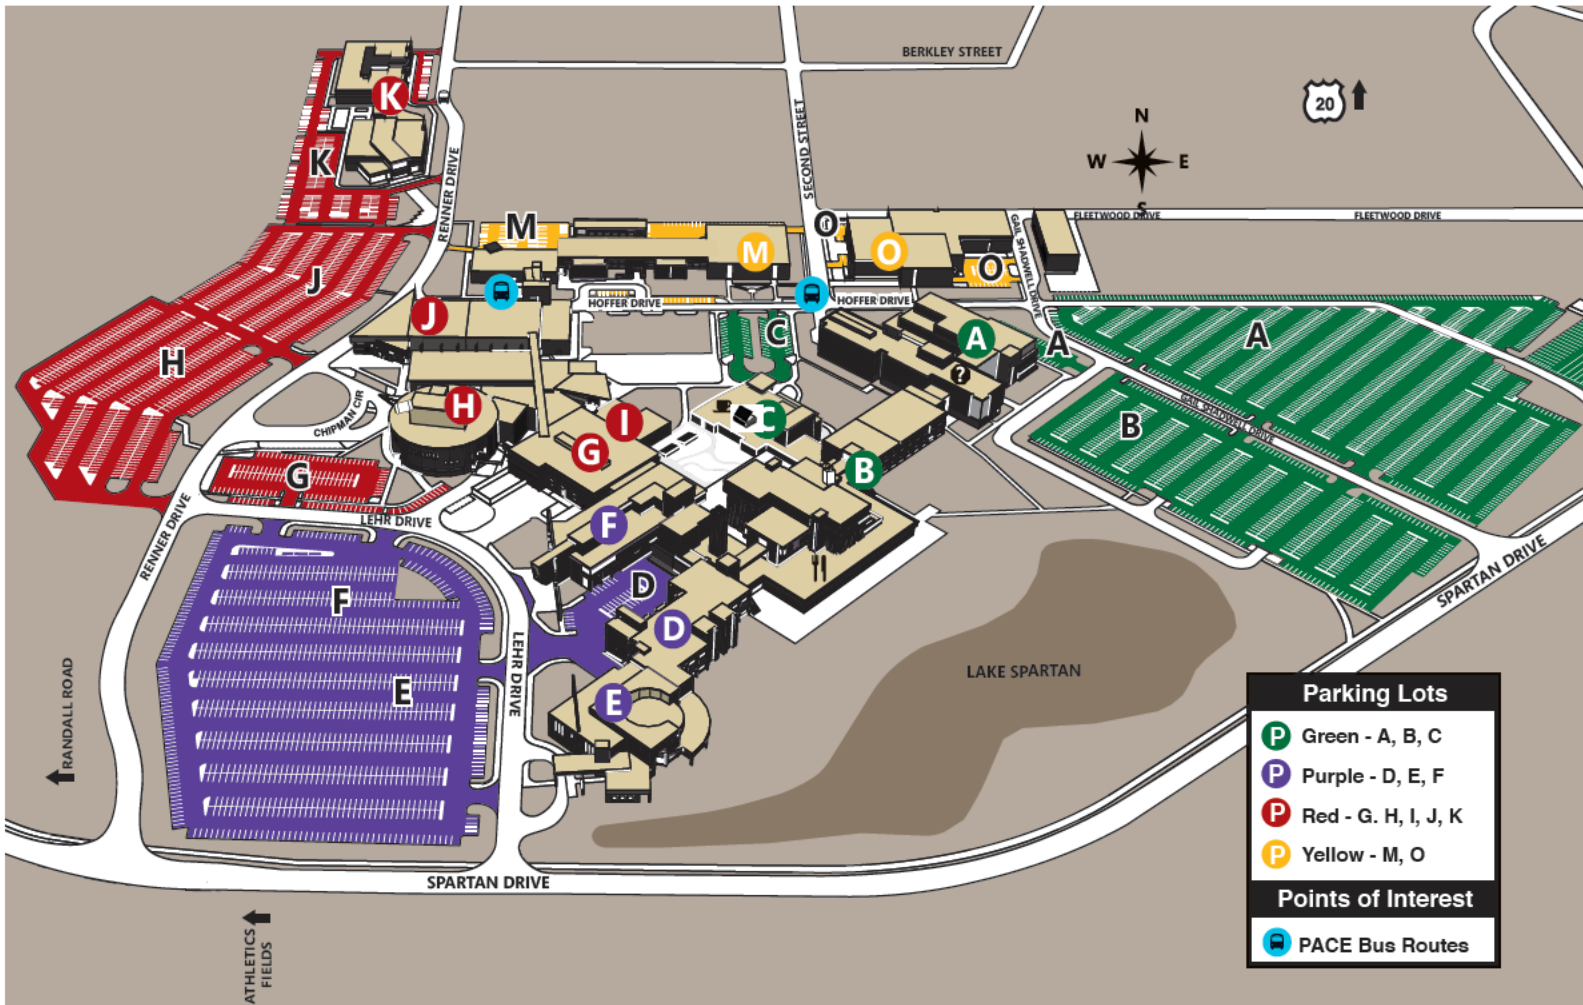 BERKLEY STREET
20
N
W E
S
K
K
RENNER DRIVE
SECOND STREET
FLEETWOOD DRIVE
FLEETWOOD DRIVE
GAIL SHADWELL DRIVE
M
M
O
O
O
J
J
HOFFER DRIVE
HOFFER DRIVE
C
A
A
A
?
H
H
CHIPMAN CIR
I
G
C
B
B
GAIL SHADWELL DRIVE
G
LEHR DRIVE
F
RENNER DRIVE
SPARTAN DRIVE
F
D
D
E
E
LEHR DRIVE
LAKE SPARTAN
RANDALL ROAD
SPARTAN DRIVE
ATHLETICS
FIELDS
Parking Lots
P Green - A, B, C
P Purple - D, E, F
P Red - G. H, I, J, K
P Yellow - M, O
Points of Interest
PACE Bus Routes